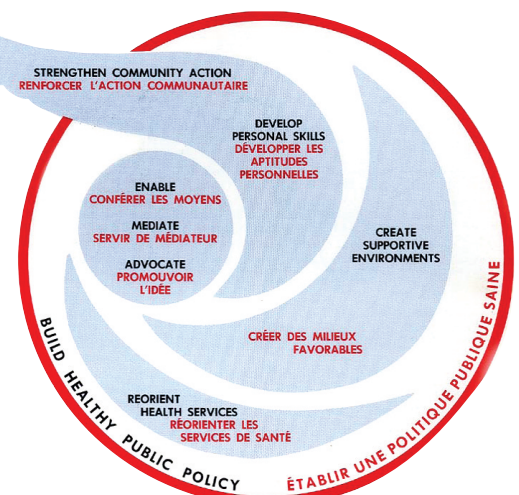 STRENGTHEN COMMUNITY ACTION
RENFORCER L'ACTION COMMUNAUTAIRE
DEVELOP
PERSONAL SKILLS
DÉVELOPPER LES
APTITUDES
PERSONNELLES
ENABLE
CONFÉRER LES MOYENS
MEDIATE
SERVIR DE MÉDIATEUR
ADVOCATE
PROMOUVOIR
L'IDÉE
CREATE
SUPPORTIVE
ENVIRONMENTS
CRÉER DES MILIEUX
FAVORABLES
REORIENT
HEALTH SERVICES
RÉORIENTER LES
SERVICES DE SANTÉ
BUILD HEALTHY PUBLIC POLICY
ÉTABLIR UNE POLITIQUE PUBLIQUE SAINE